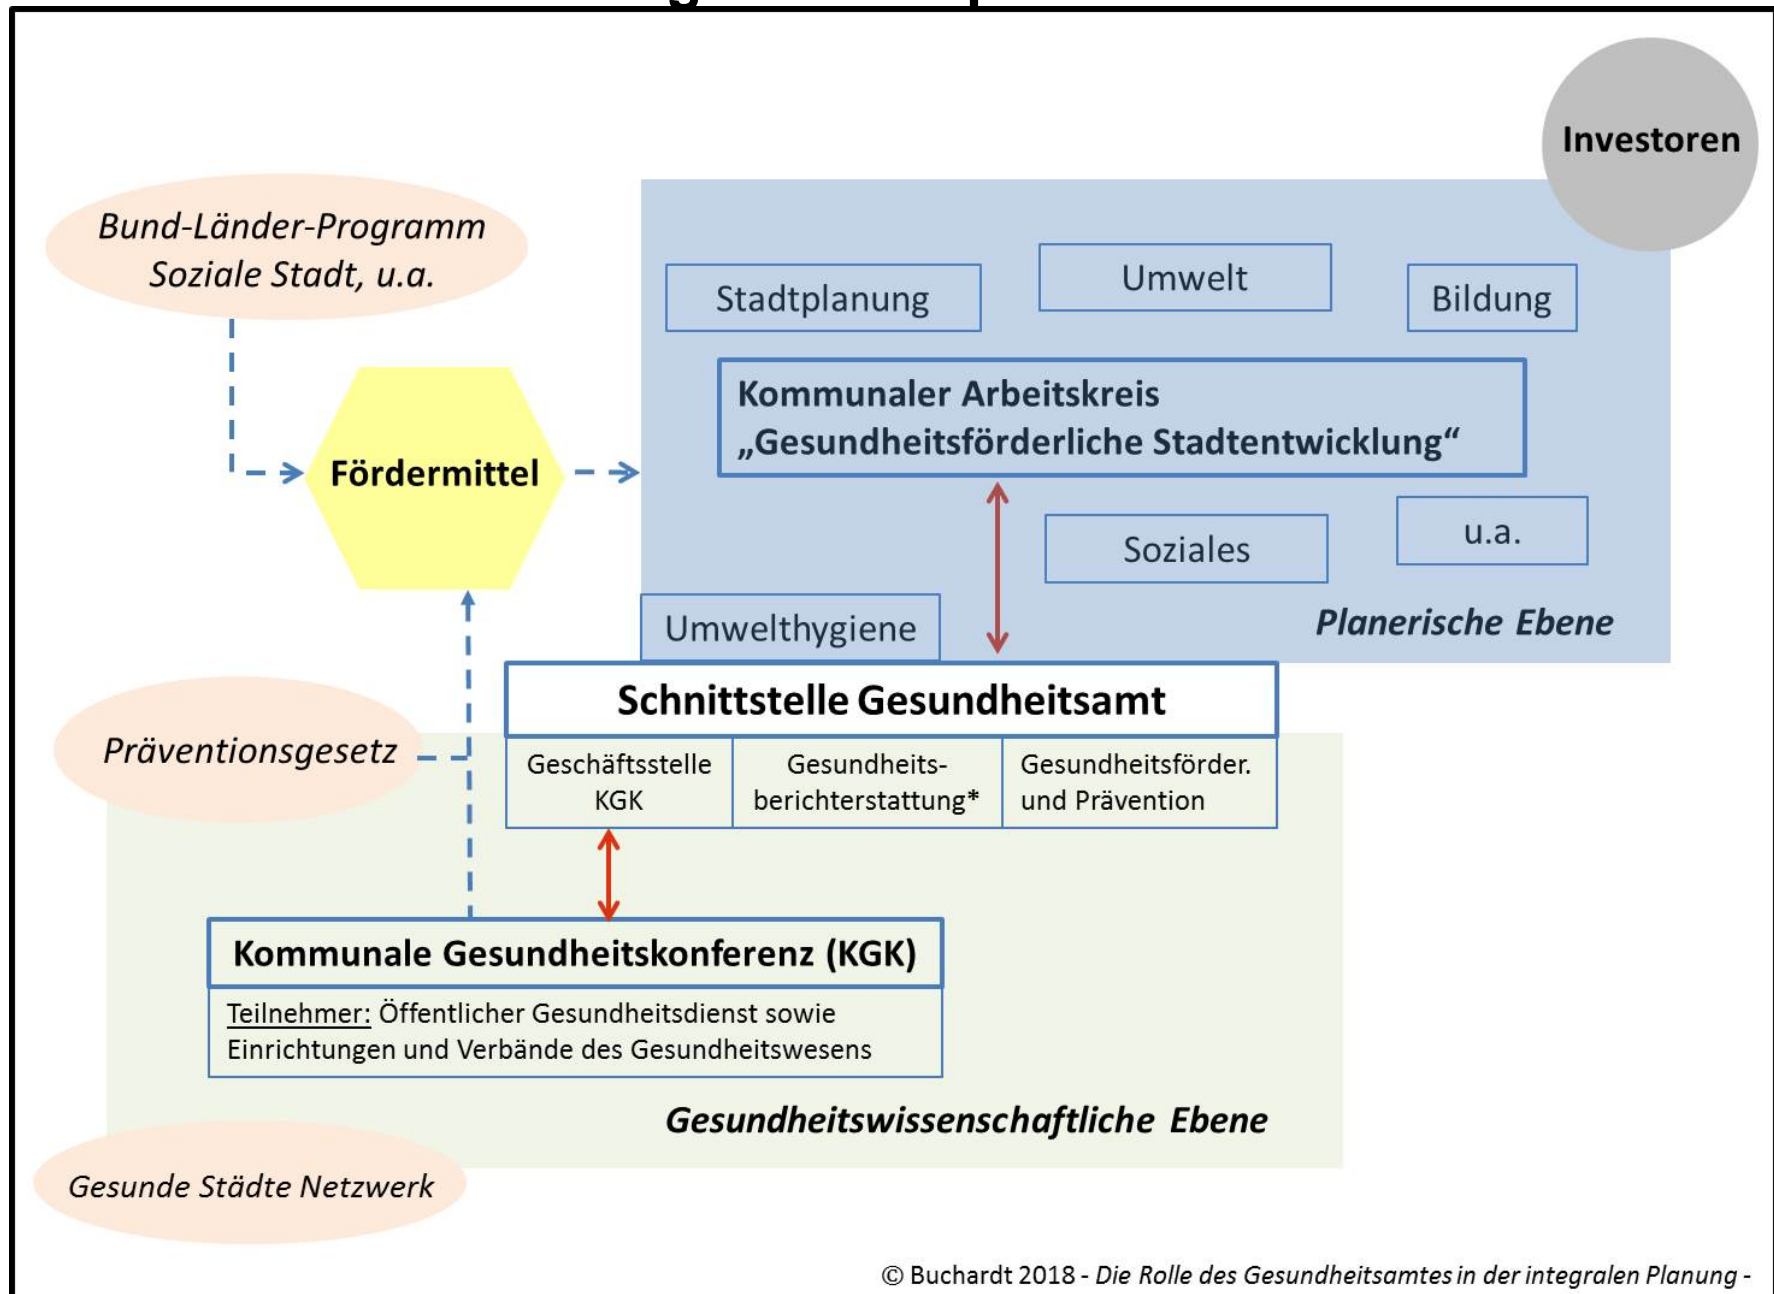 Investoren
Bund-Länder-Programm
Soziale Stadt, u.a.
Stadtplanung
Umwelt
Bildung
Kommunaler Arbeitskreis
„Gesundheitsförderliche Stadtentwicklung“
Fördermittel
Soziales
u.a.
Umwelthygiene
Planerische Ebene
Schnittstelle Gesundheitsamt
Präventionsgesetz
Geschäftsstelle
KGK
Gesundheits-
berichterstattung*
Gesundheitsförder.
und Prävention
Kommunale Gesundheitskonferenz (KGK)
Teilnehmer: Öffentlicher Gesundheitsdienst sowie
Einrichtungen und Verbände des Gesundheitswesens
Gesundheitswissenschaftliche Ebene
Gesunde Städte Netzwerk
© Buchardt 2018 - Die Rolle des Gesundheitsamtes in der integralen Planung -